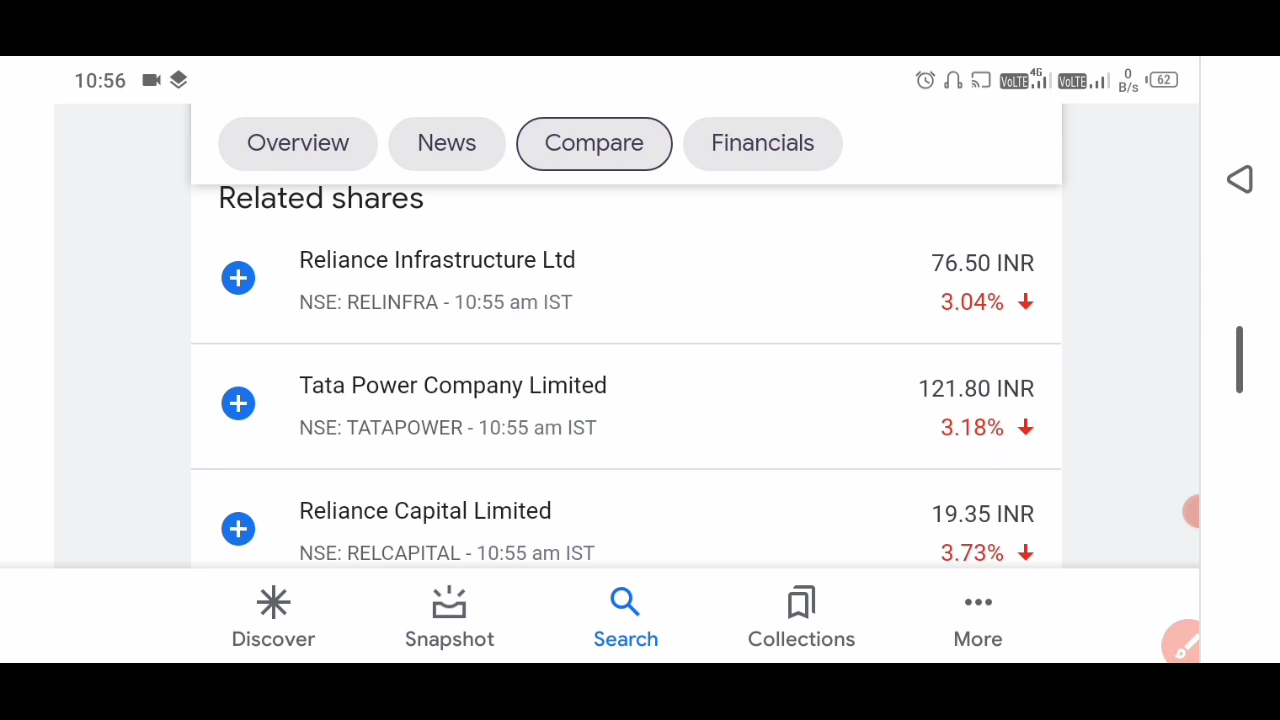 10:56
4G
VoLTE VoLTE 0 B/s 62
Overview News Compare Financials
Related shares
Reliance Infrastructure Ltd 76.50 INR
NSE: RELINFRA - 10:55 am IST 3.04%
Tata Power Company Limited 121.80 INR
NSE: TATAPOWER - 10:55 am IST 3.18%
Reliance Capital Limited 19.35 INR
NSE: RELCAPITAL - 10:55 am IST 3.73%
Discover Snapshot Search Collections More